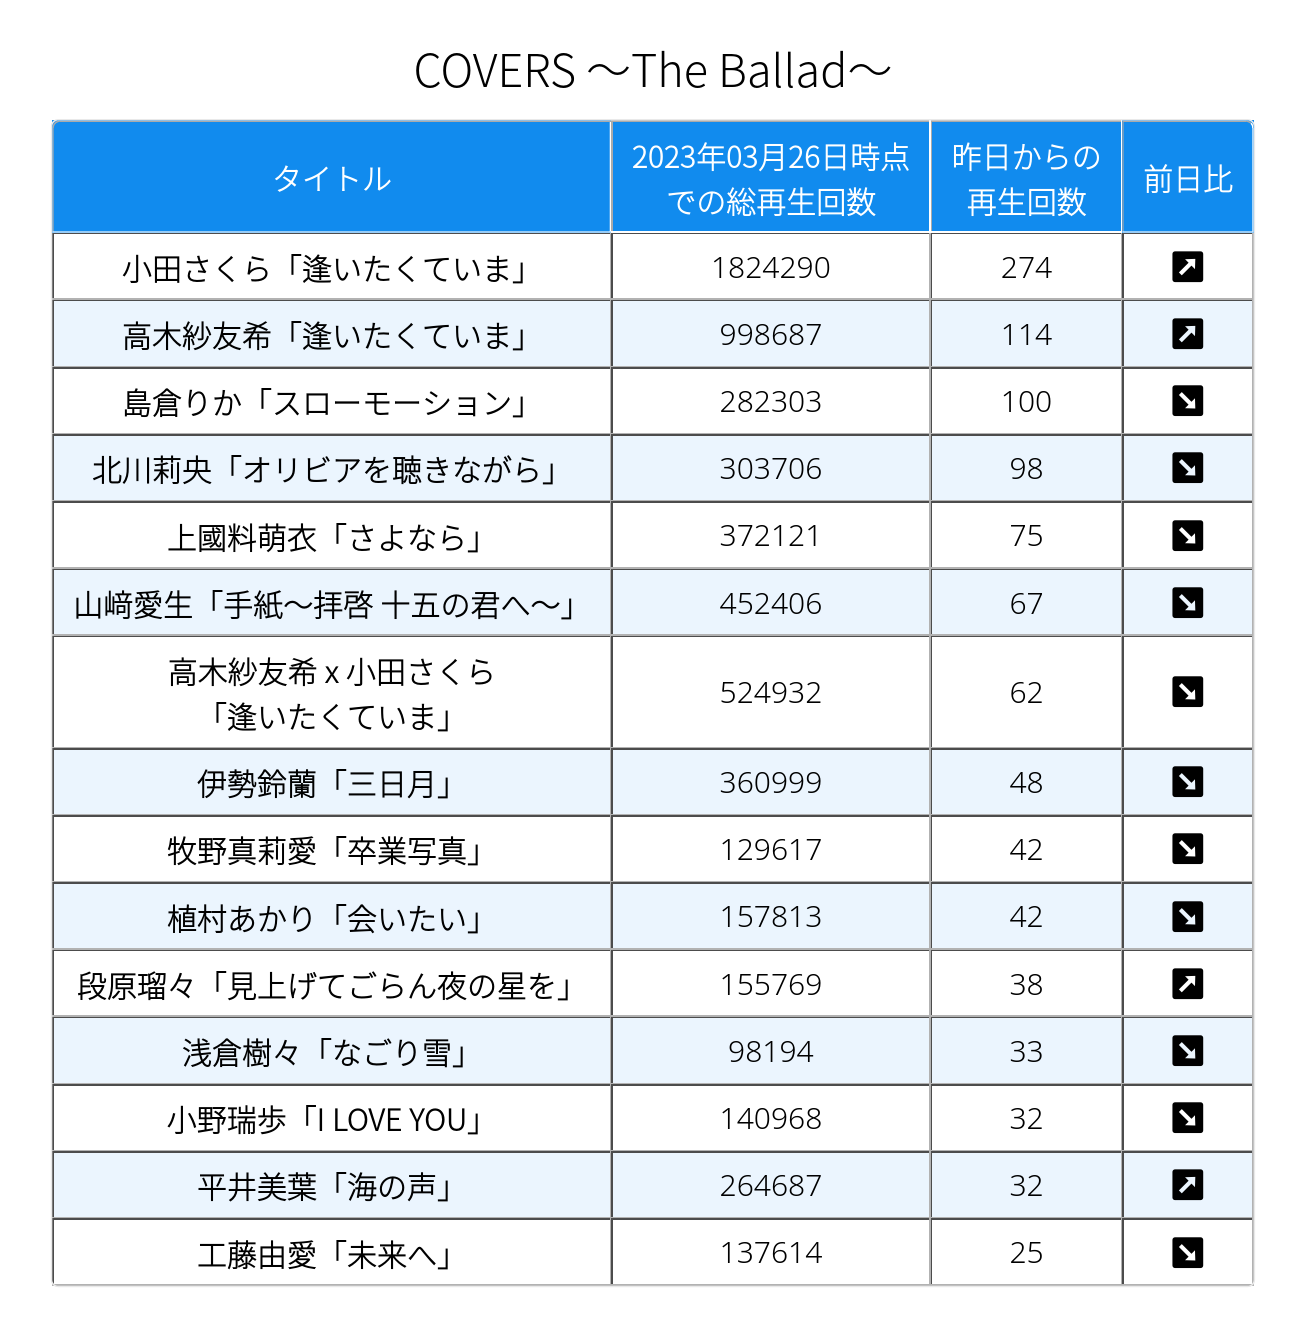 COVERS ～The Ballad～
タイトル
2023年03月26日時点
での総再生回数
昨日からの
再生回数
前日比
小田さくら「逢いたくていま」 1824290 274 ↗
高木紗友希「逢いたくていま」 998687 114 ↗
島倉りか「スローモーション」 282303 100 ↘
北川莉央「オリビアを聴きながら」 303706 98 ↘
上國料萌衣「さよなら」 372121 75 ↘
山﨑愛生「手紙～拝啓 十五の君へ～」 452406 67 ↘
高木紗友希 x 小田さくら
「逢いたくていま」 524932 62 ↘
伊勢鈴蘭「三日月」 360999 48 ↘
牧野真莉愛「卒業写真」 129617 42 ↘
植村あかり「会いたい」 157813 42 ↘
段原瑠々「見上げてごらん夜の星を」 155769 38 ↗
浅倉樹々「なごり雪」 98194 33 ↘
小野瑞歩「I LOVE YOU」 140968 32 ↘
平井美葉「海の声」 264687 32 ↗
工藤由愛「未来へ」 137614 25 ↘